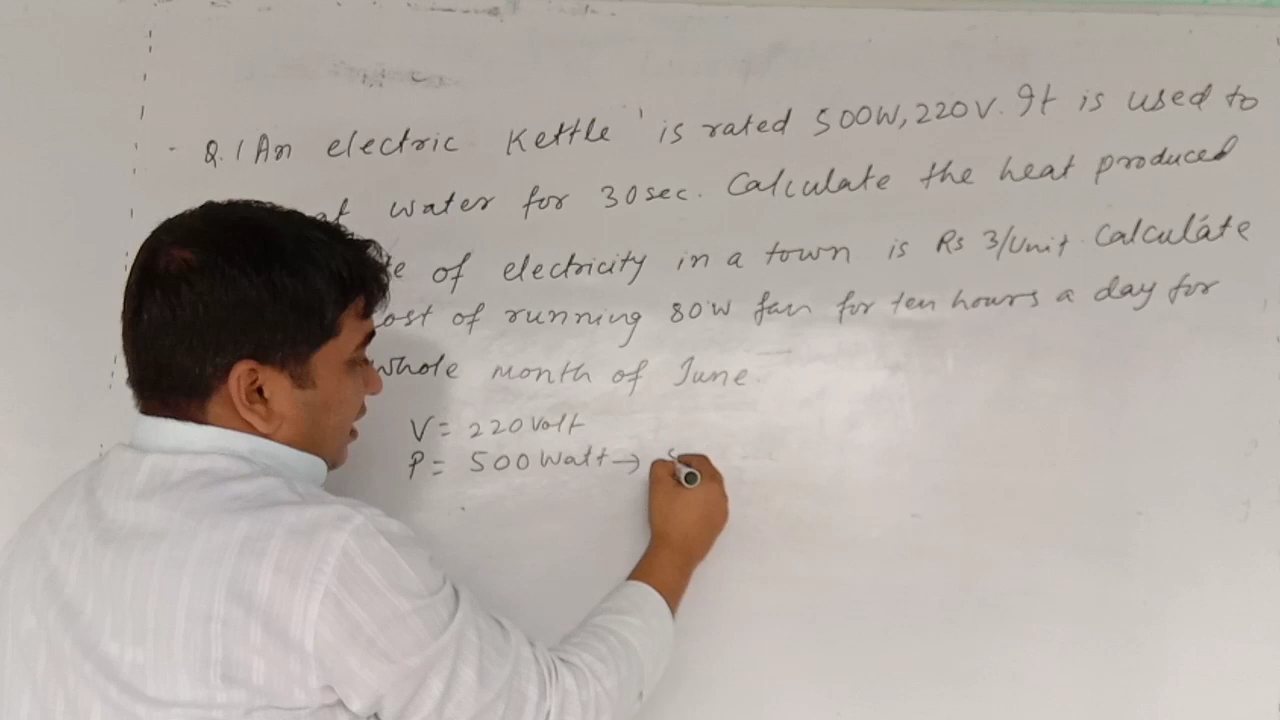 Q.1 An electric Kettle is rated 500W, 220V. It is used to
water for 30sec. Calculate the heat produced
of electricity in a town is Rs 3/Unit. Calculate
cost of running 80W fan for ten hours a day for
whole month of June.
V = 220 Volt
P = 500 Watt →